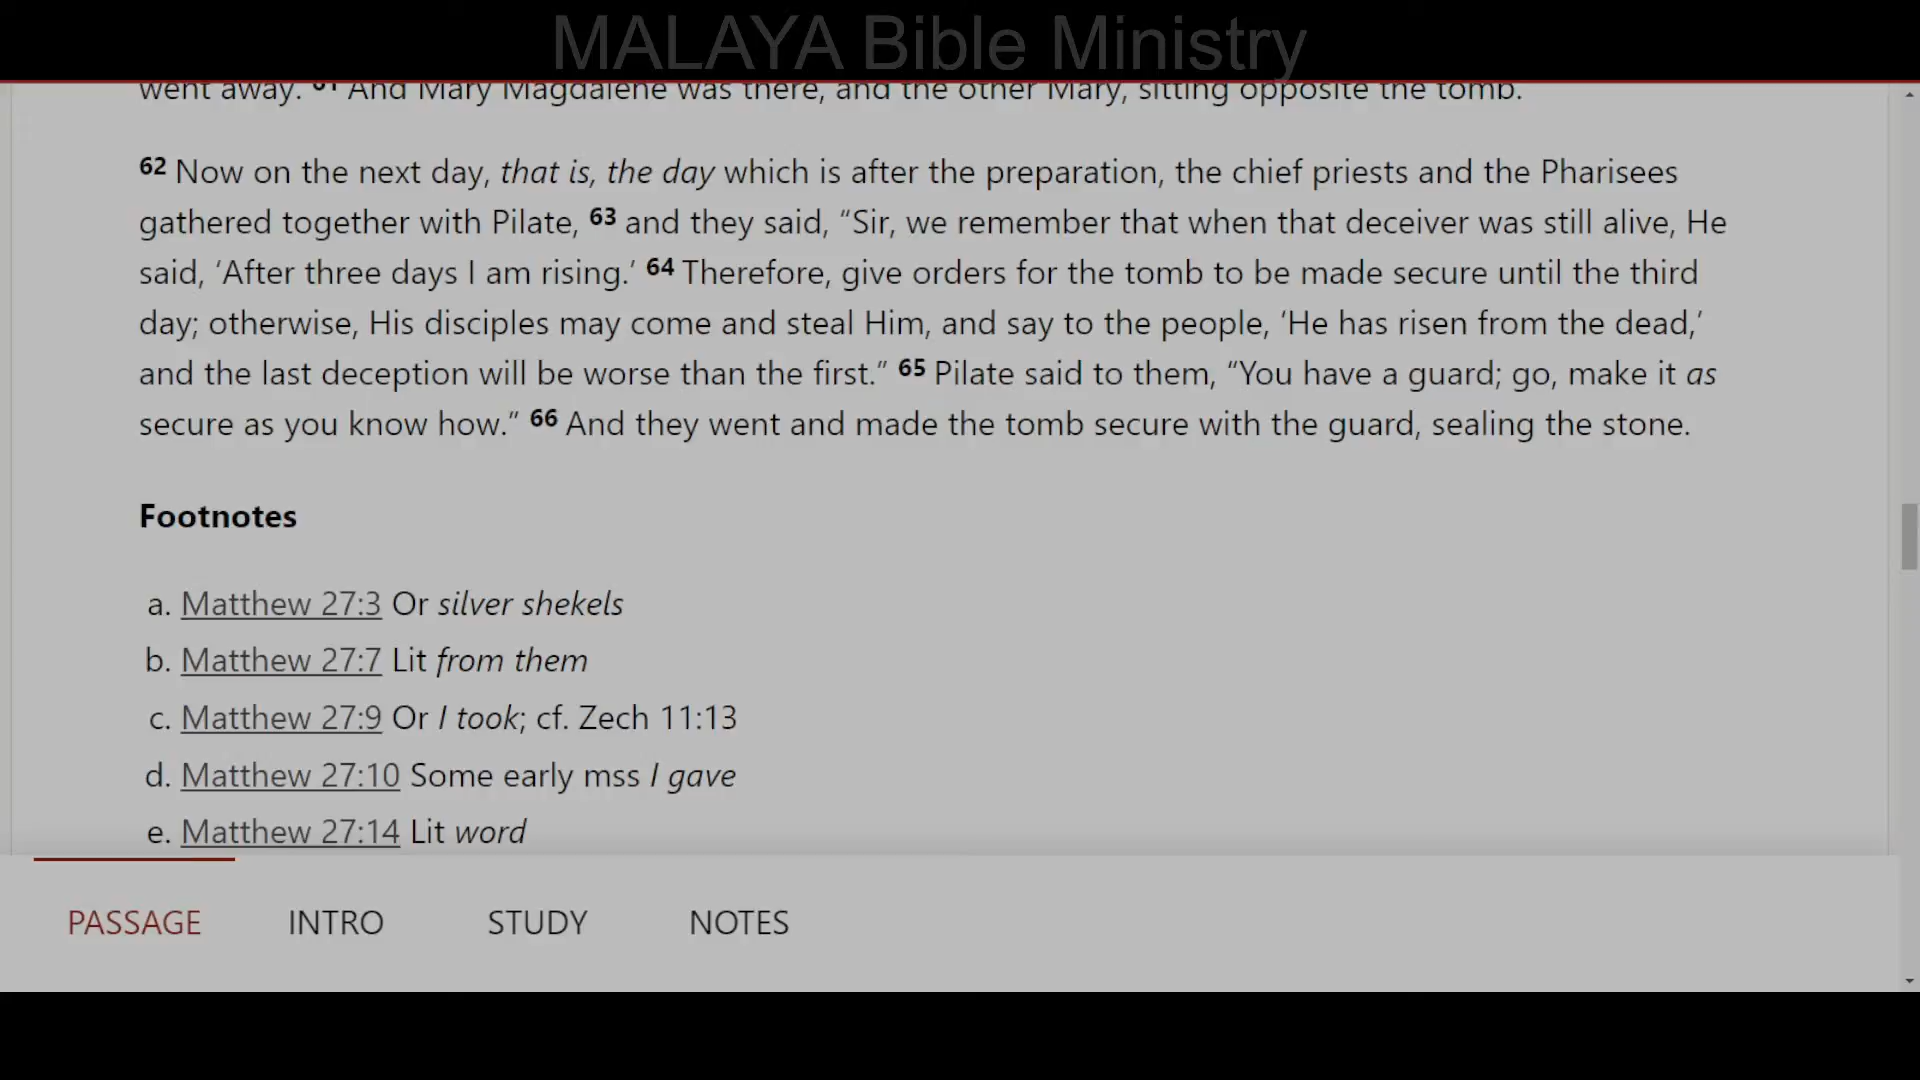 MALAYA Bible Ministry
went away. 61 And Mary Magdalene was there, and the other Mary, sitting opposite the tomb.
62 Now on the next day, that is, the day which is after the preparation, the chief priests and the Pharisees
gathered together with Pilate, 63 and they said, “Sir, we remember that when that deceiver was still alive, He
said, ‘After three days I am rising.’ 64 Therefore, give orders for the tomb to be made secure until the third
day; otherwise, His disciples may come and steal Him, and say to the people, ‘He has risen from the dead,’
and the last deception will be worse than the first.” 65 Pilate said to them, “You have a guard; go, make it as
secure as you know how.” 66 And they went and made the tomb secure with the guard, sealing the stone.
Footnotes
a. Matthew 27:3 Or silver shekels
b. Matthew 27:7 Lit from them
c. Matthew 27:9 Or I took; cf. Zech 11:13
d. Matthew 27:10 Some early mss I gave
e. Matthew 27:14 Lit word
PASSAGE INTRO STUDY NOTES